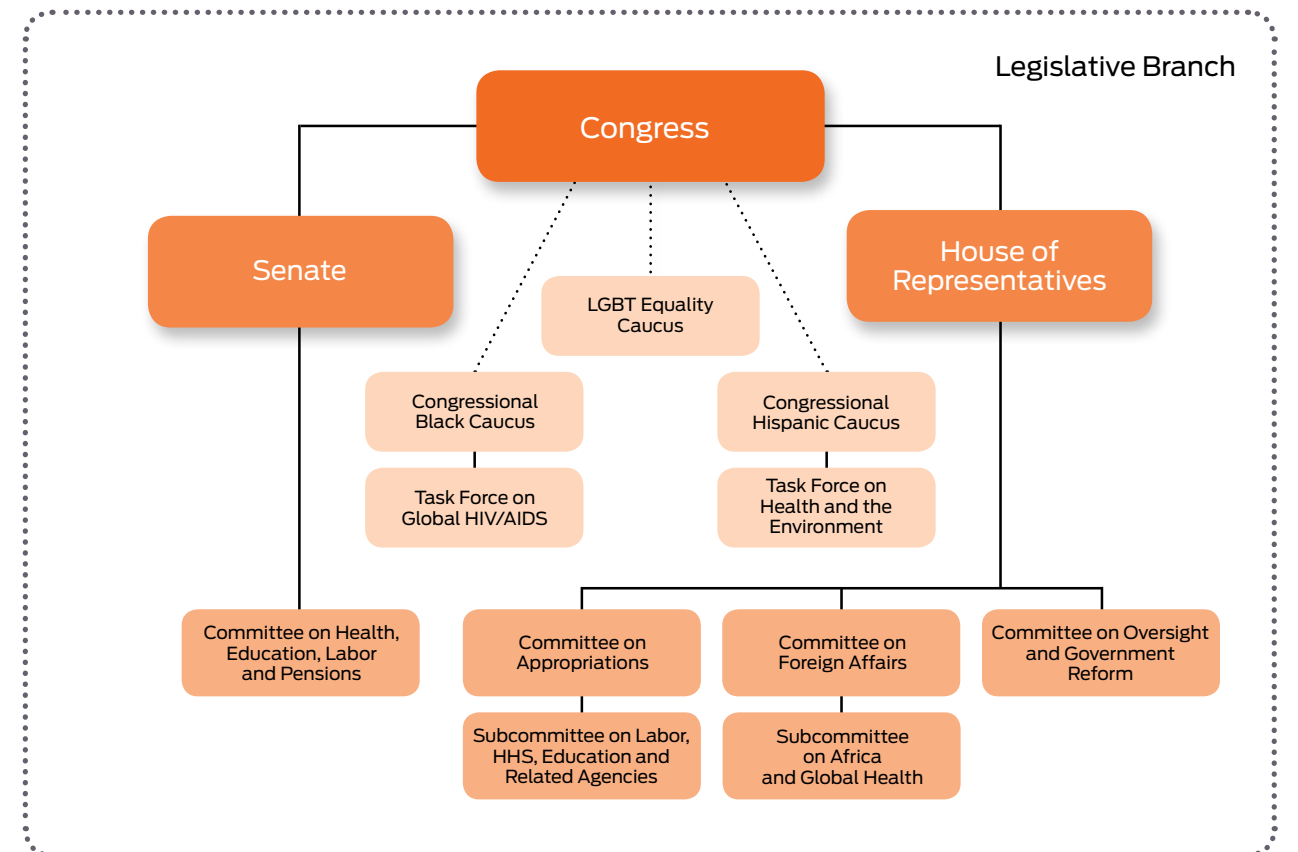 Legislative Branch
Congress
Senate
House of
Representatives
LGBT Equality
Caucus
Congressional
Black Caucus
Congressional
Hispanic Caucus
Task Force on
Global HIV/AIDS
Task Force on
Health and the
Environment
Committee on Health,
Education, Labor
and Pensions
Committee on
Appropriations
Committee on
Foreign Affairs
Committee on Oversight
and Government
Reform
Subcommittee on Labor,
HHS, Education and
Related Agencies
Subcommittee
on Africa
and Global Health